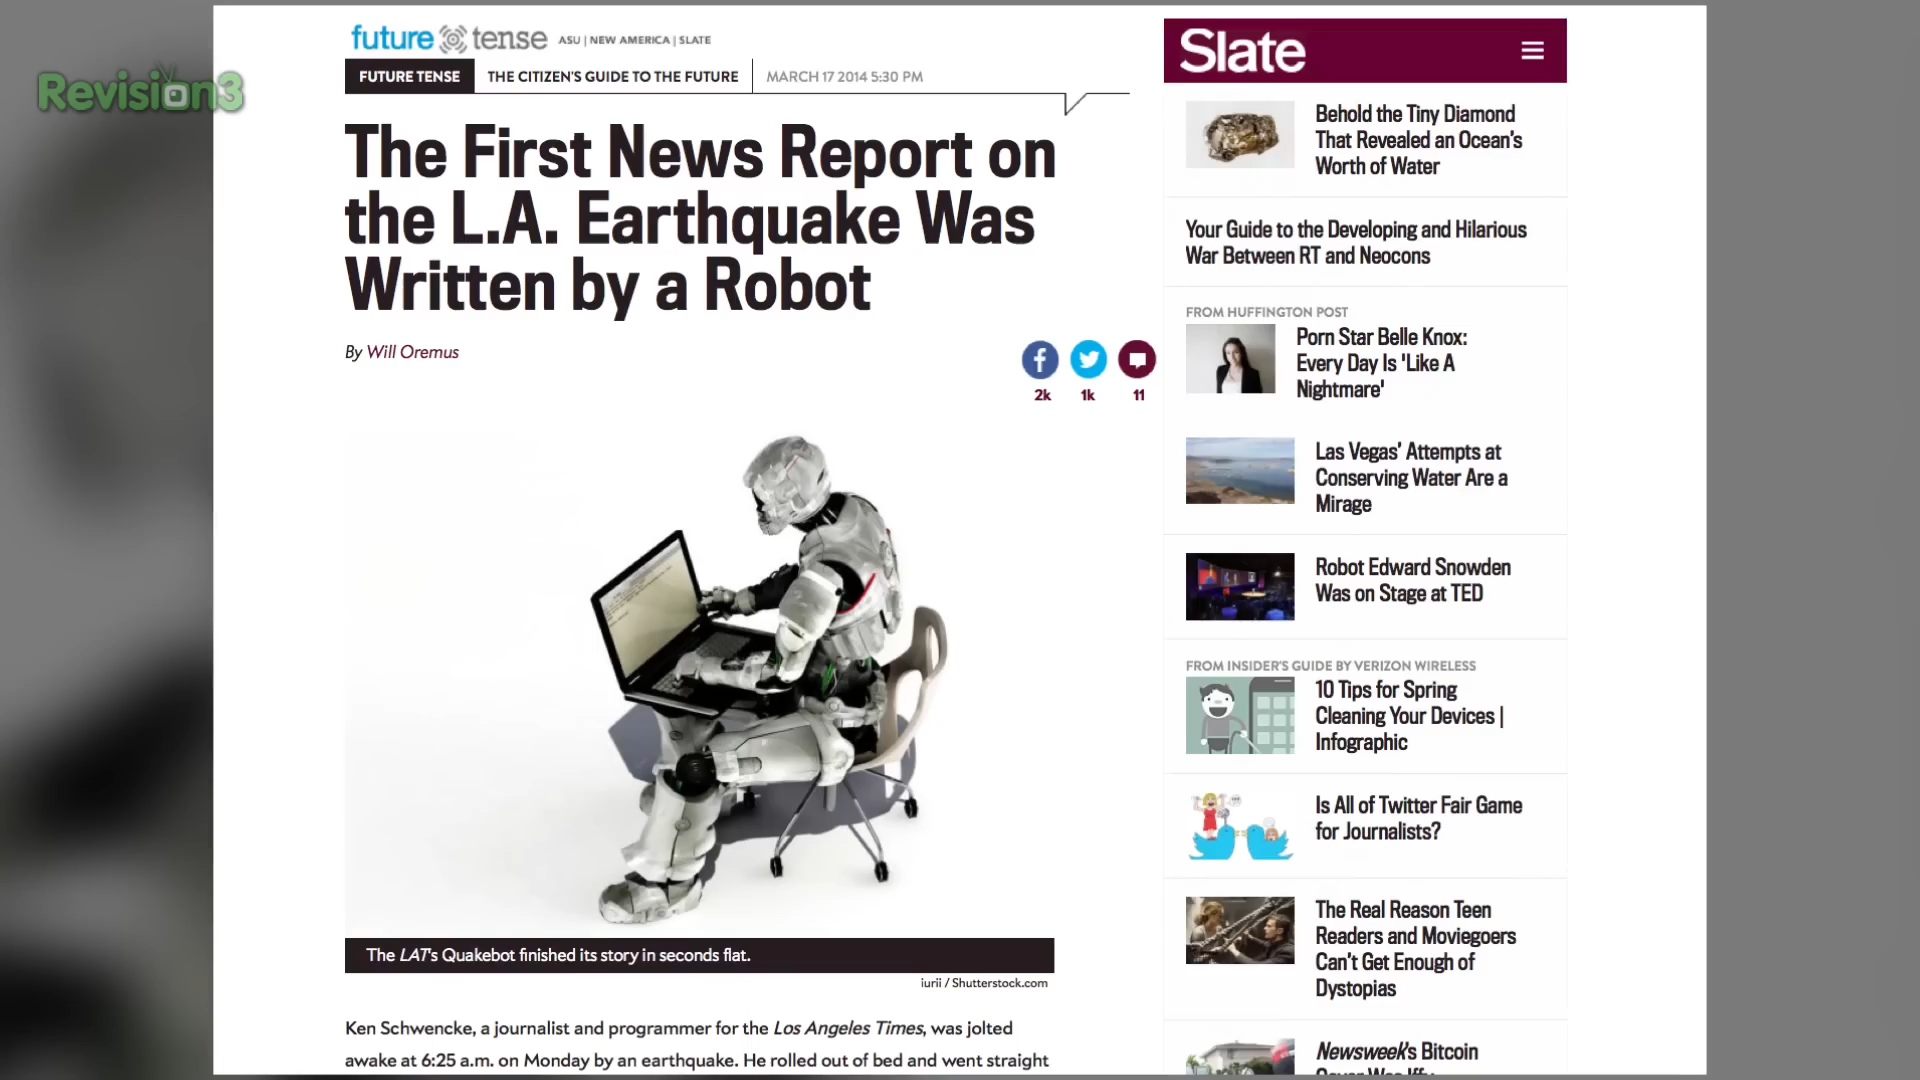 Revision3
future tense ASU | NEW AMERICA | SLATE
FUTURE TENSE THE CITIZEN'S GUIDE TO THE FUTURE MARCH 17 2014 5:30 PM
The First News Report on
the L.A. Earthquake Was
Written by a Robot
By Will Oremus
2k 1k 11
The LAT's Quakebot finished its story in seconds flat.
iurii / Shutterstock.com
Ken Schwencke, a journalist and programmer for the Los Angeles Times, was jolted
awake at 6:25 a.m. on Monday by an earthquake. He rolled out of bed and went straight
Slate
Behold the Tiny Diamond
That Revealed an Ocean's
Worth of Water
Your Guide to the Developing and Hilarious
War Between RT and Neocons
FROM HUFFINGTON POST
Porn Star Belle Knox:
Every Day Is 'Like A
Nightmare'
Las Vegas' Attempts at
Conserving Water Are a
Mirage
Robot Edward Snowden
Was on Stage at TED
FROM INSIDER'S GUIDE BY VERIZON WIRELESS
10 Tips for Spring
Cleaning Your Devices |
Infographic
Is All of Twitter Fair Game
for Journalists?
The Real Reason Teen
Readers and Moviegoers
Can't Get Enough of
Dystopias
Newsweek's Bitcoin
Cover Was Iffy